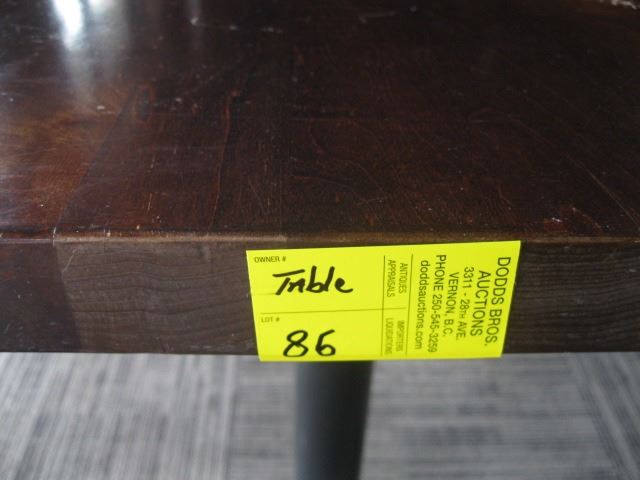 OWNER #
Table
LOT #
86
ANTIQUES
APPRAISALS
IMPORTERS
LIQUIDATIONS
DODDS BROS.
AUCTIONS
3311 - 28TH AVE.
VERNON, B.C.
PHONE 250-545-3259
doddsauctions.com